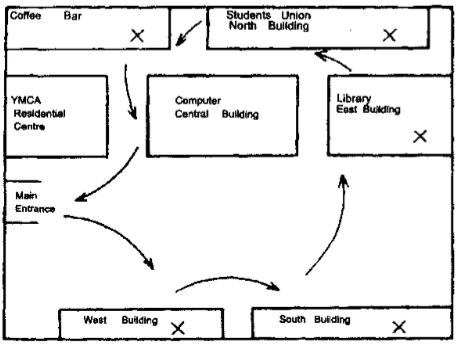 Coffee Bar
Students Union
North Building
YMCA
Residential
Centre
Computer
Central Building
Library
East Building
Main
Entrance
West Building
South Building